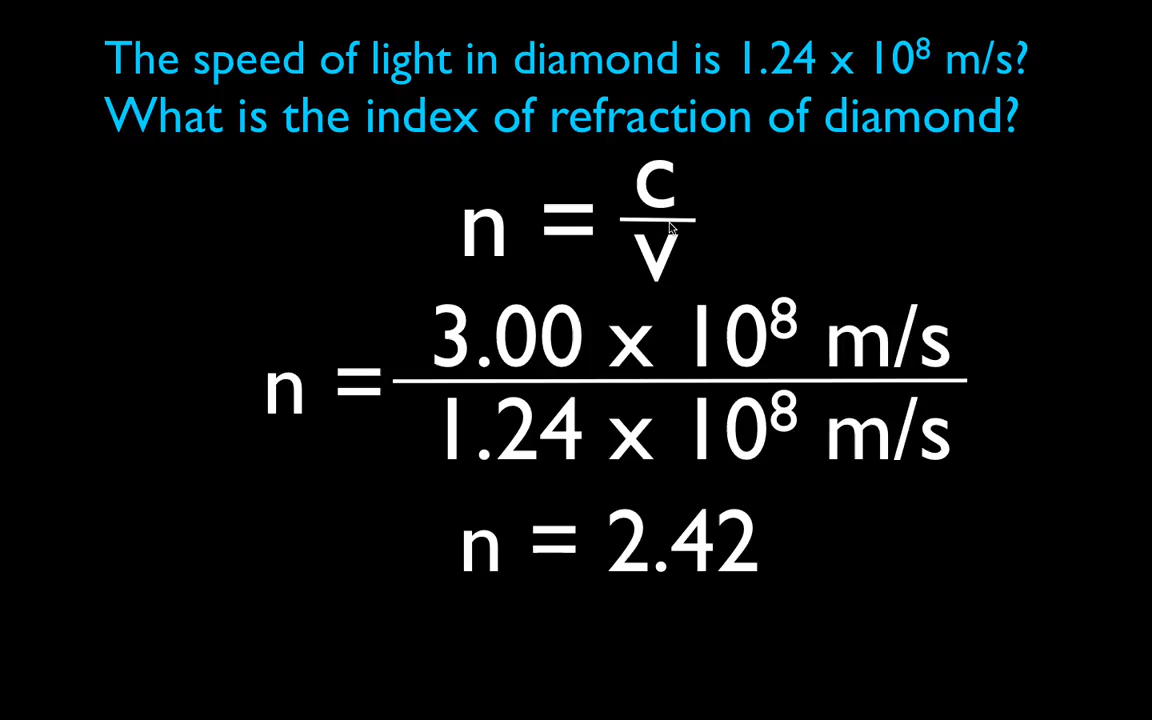 The speed of light in diamond is 1.24 x 10⁸ m/s?
What is the index of refraction of diamond?
n = c/v
n = 3.00 x 10⁸ m/s / 1.24 x 10⁸ m/s
n = 2.42